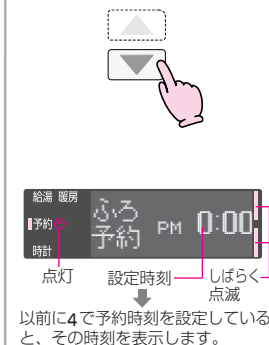 給湯 暖房
予約
時計
ふろ
予約
PM 0:00
点灯
設定時刻
しばらく
点滅
以前に4で予約時刻を設定している
と、その時刻を表示します。